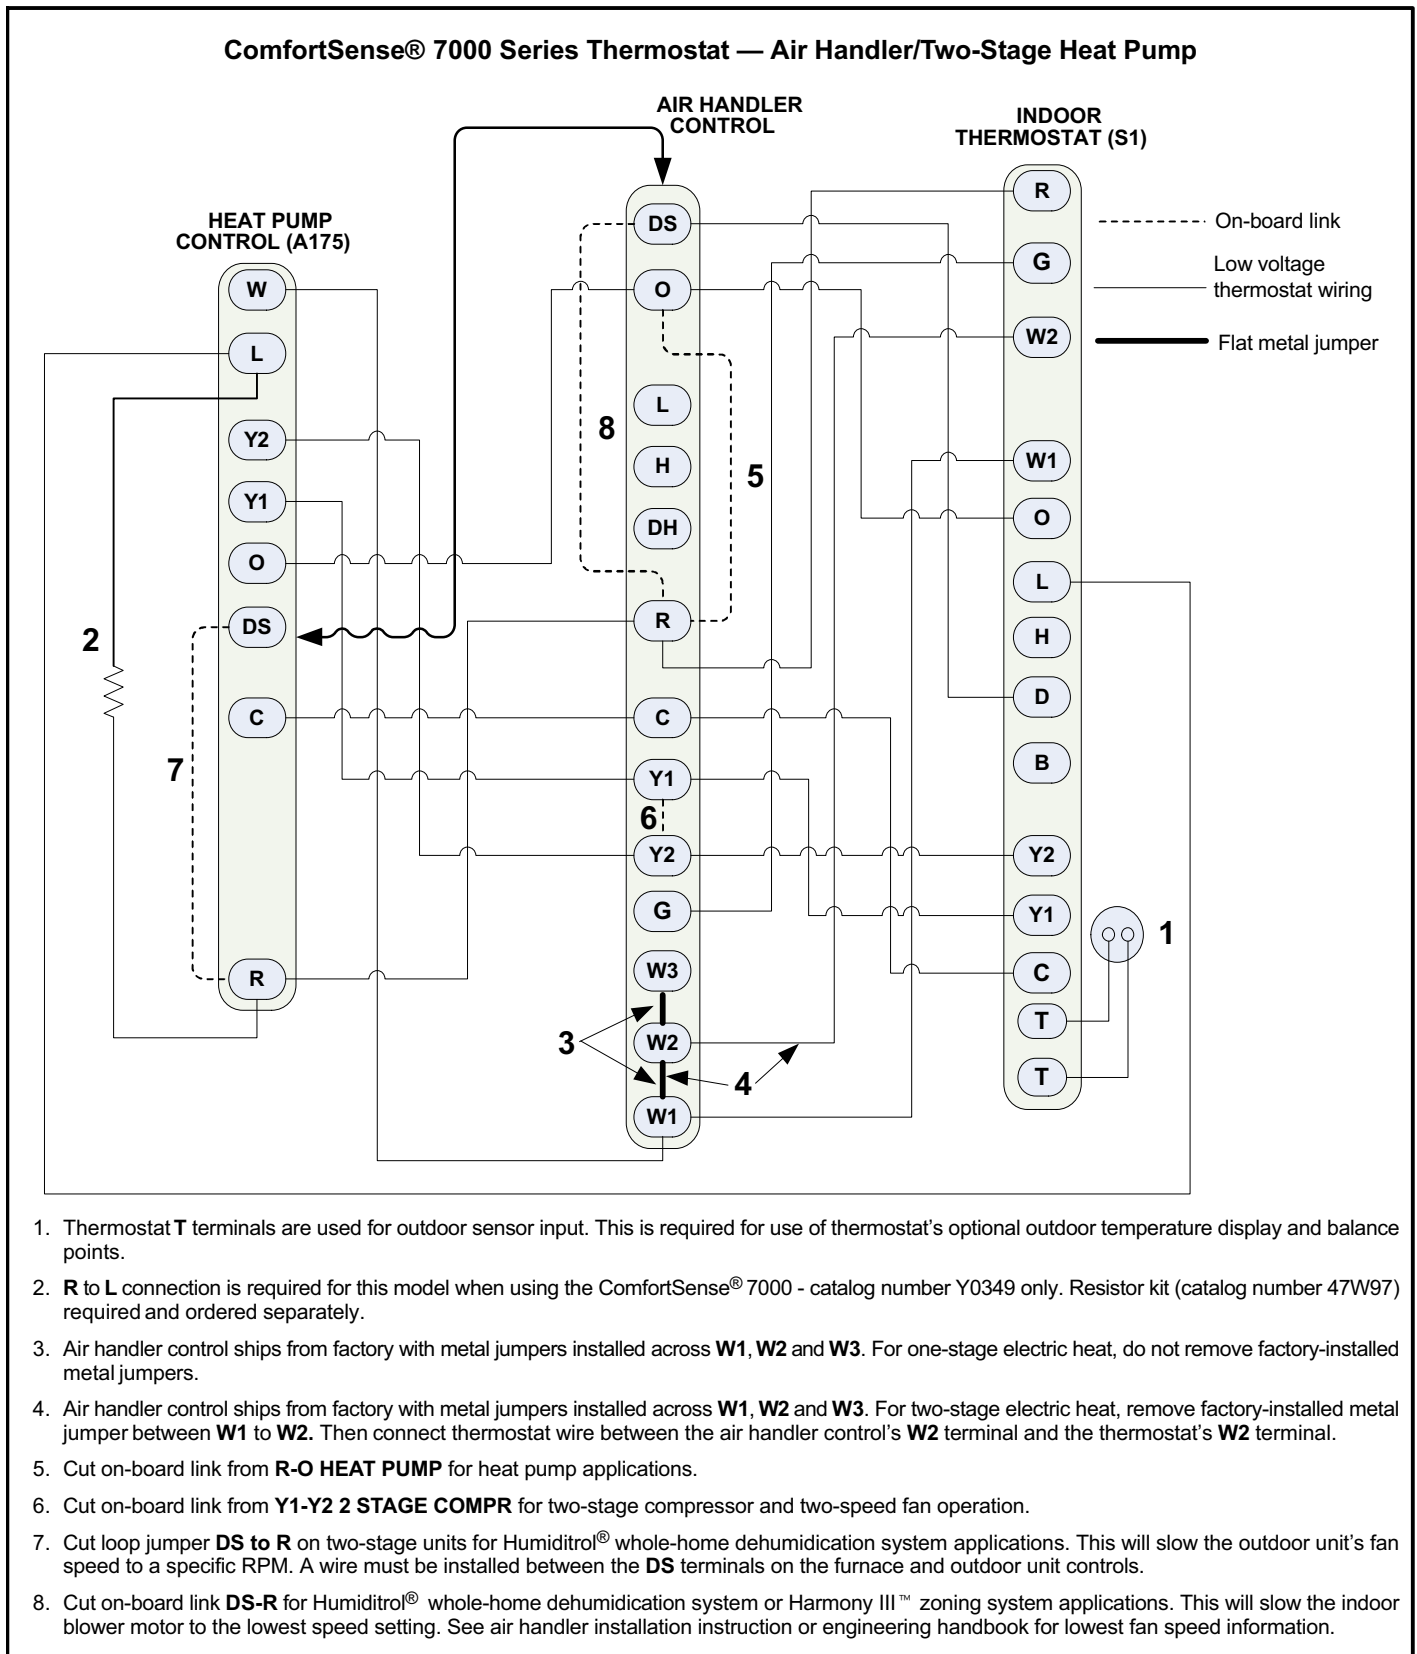 ComfortSense® 7000 Series Thermostat — Air Handler/Two-Stage Heat Pump
AIR HANDLER
CONTROL
INDOOR
THERMOSTAT (S1)
HEAT PUMP
CONTROL (A175)
W
L
Y2
Y1
O
DS
C
R
2
7
DS
O
L
H
DH
R
C
Y1
Y2
G
W3
W2
W1
8
5
6
3
4
R
G
W2
W1
O
L
H
D
B
Y2
Y1
C
T
T
1
On-board link
Low voltage
thermostat wiring
Flat metal jumper
1. Thermostat T terminals are used for outdoor sensor input. This is required for use of thermostat's optional outdoor temperature display and balance
points.
2. R to L connection is required for this model when using the ComfortSense® 7000 - catalog number Y0349 only. Resistor kit (catalog number 47W97)
required and ordered separately.
3. Air handler control ships from factory with metal jumpers installed across W1, W2 and W3. For one-stage electric heat, do not remove factory-installed
metal jumpers.
4. Air handler control ships from factory with metal jumpers installed across W1, W2 and W3. For two-stage electric heat, remove factory-installed metal
jumper between W1 to W2. Then connect thermostat wire between the air handler control's W2 terminal and the thermostat's W2 terminal.
5. Cut on-board link from R-O HEAT PUMP for heat pump applications.
6. Cut on-board link from Y1-Y2 2 STAGE COMPR for two-stage compressor and two-speed fan operation.
7. Cut loop jumper DS to R on two-stage units for Humiditrol® whole-home dehumidication system applications. This will slow the outdoor unit's fan
speed to a specific RPM. A wire must be installed between the DS terminals on the furnace and outdoor unit controls.
8. Cut on-board link DS-R for Humiditrol® whole-home dehumidication system or Harmony III™ zoning system applications. This will slow the indoor
blower motor to the lowest speed setting. See air handler installation instruction or engineering handbook for lowest fan speed information.